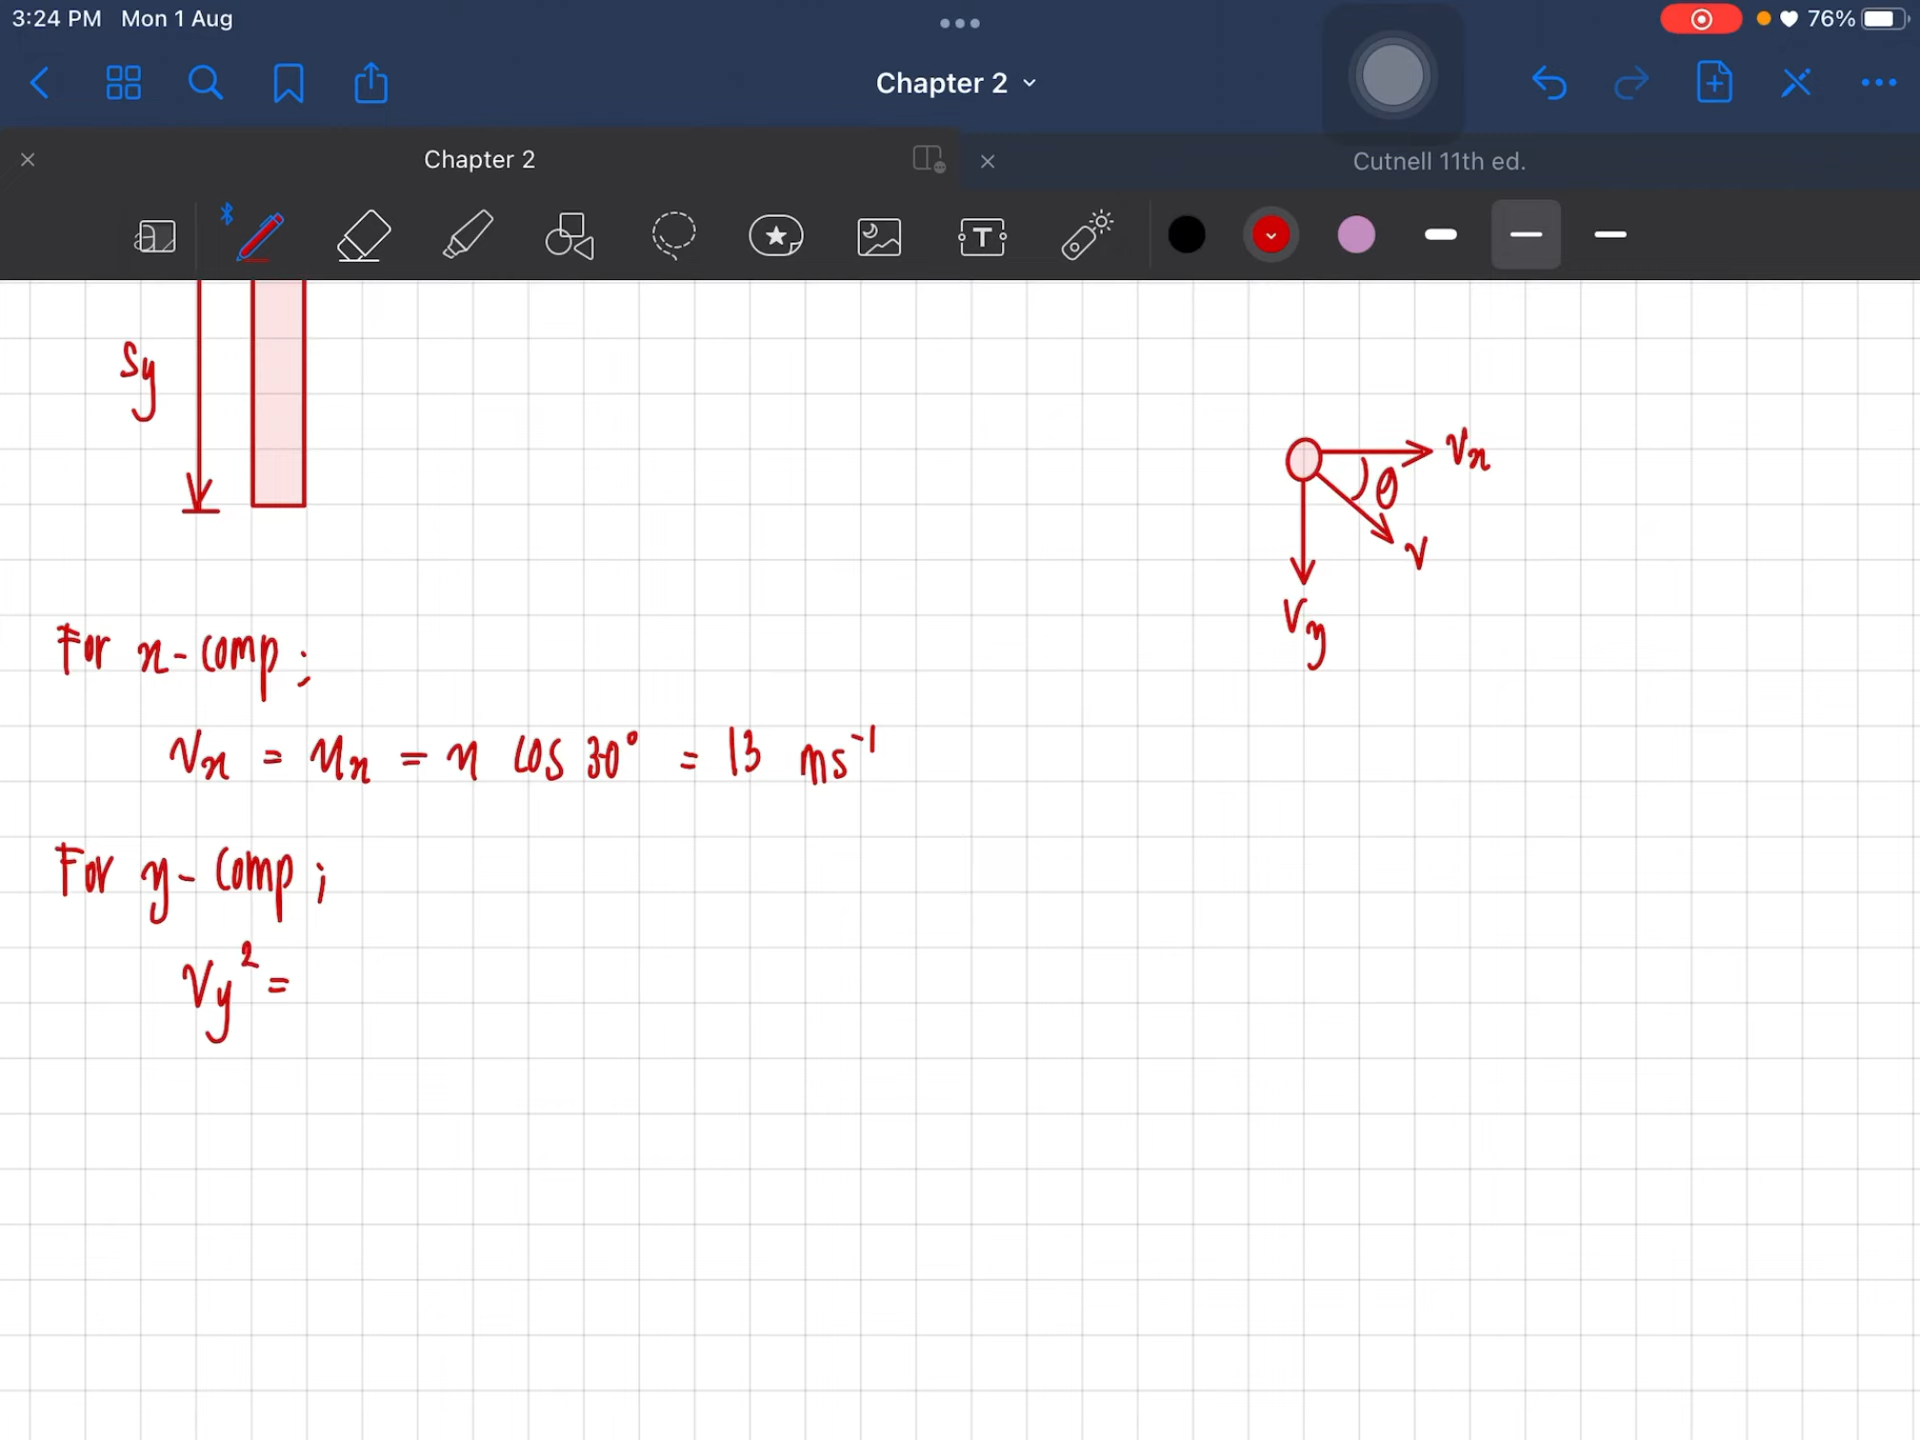 3:24 PM Mon 1 Aug
76%
Chapter 2
Chapter 2
Cutnell 11th ed.
Sy
Vx
θ
V
Vy
For x-comp ;
Vx = Ux = u cos 30° = 13 ms⁻¹
For y-comp ;
Vy² =